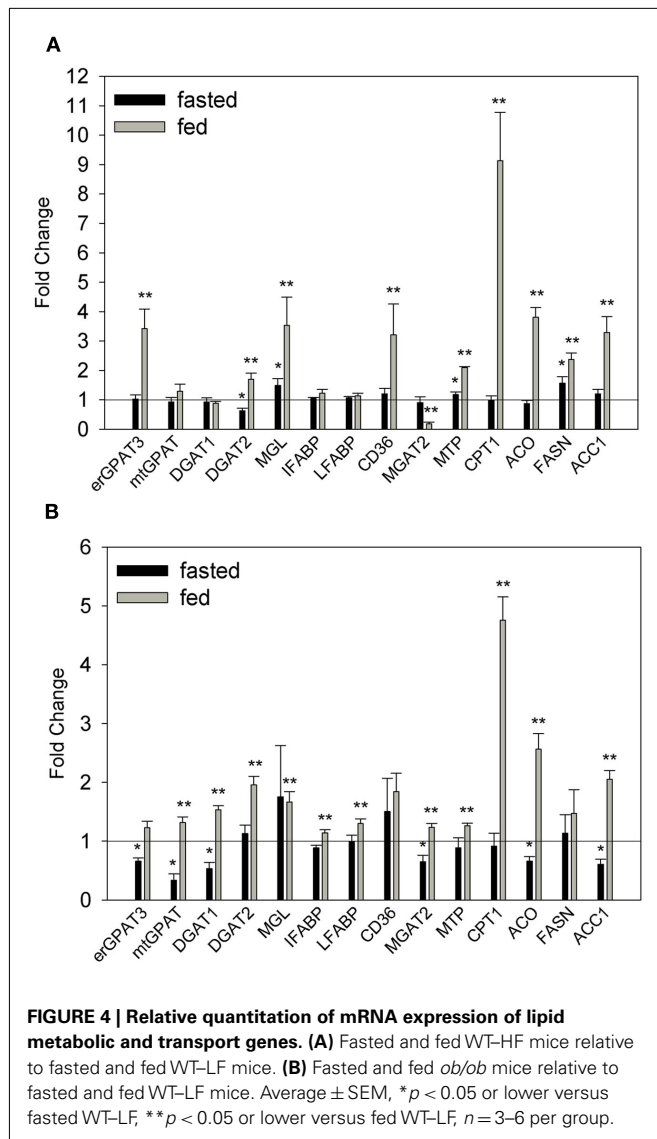 A
Fold Change
12
11
10
9
8
7
6
5
4
3
2
1
0
fasted
fed
**
**
*
**
*
**
**
**
*
**
**
**
*
**
**
erGPAT3
mtGPAT
DGAT1
DGAT2
MGL
IFABP
LFABP
CD36
MGAT2
MTP
CPT1
ACO
FASN
ACC1
B
Fold Change
6
5
4
3
2
1
0
fasted
fed
*
*
**
*
**
**
**
**
**
*
**
**
**
*
**
*
**
erGPAT3
mtGPAT
DGAT1
DGAT2
MGL
IFABP
LFABP
CD36
MGAT2
MTP
CPT1
ACO
FASN
ACC1
FIGURE 4 | Relative quantitation of mRNA expression of lipid
metabolic and transport genes. (A) Fasted and fed WT–HF mice relative
to fasted and fed WT–LF mice. (B) Fasted and fed ob/ob mice relative to
fasted and fed WT–LF mice. Average ± SEM, *p < 0.05 or lower versus
fasted WT–LF, **p < 0.05 or lower versus fed WT–LF, n = 3–6 per group.